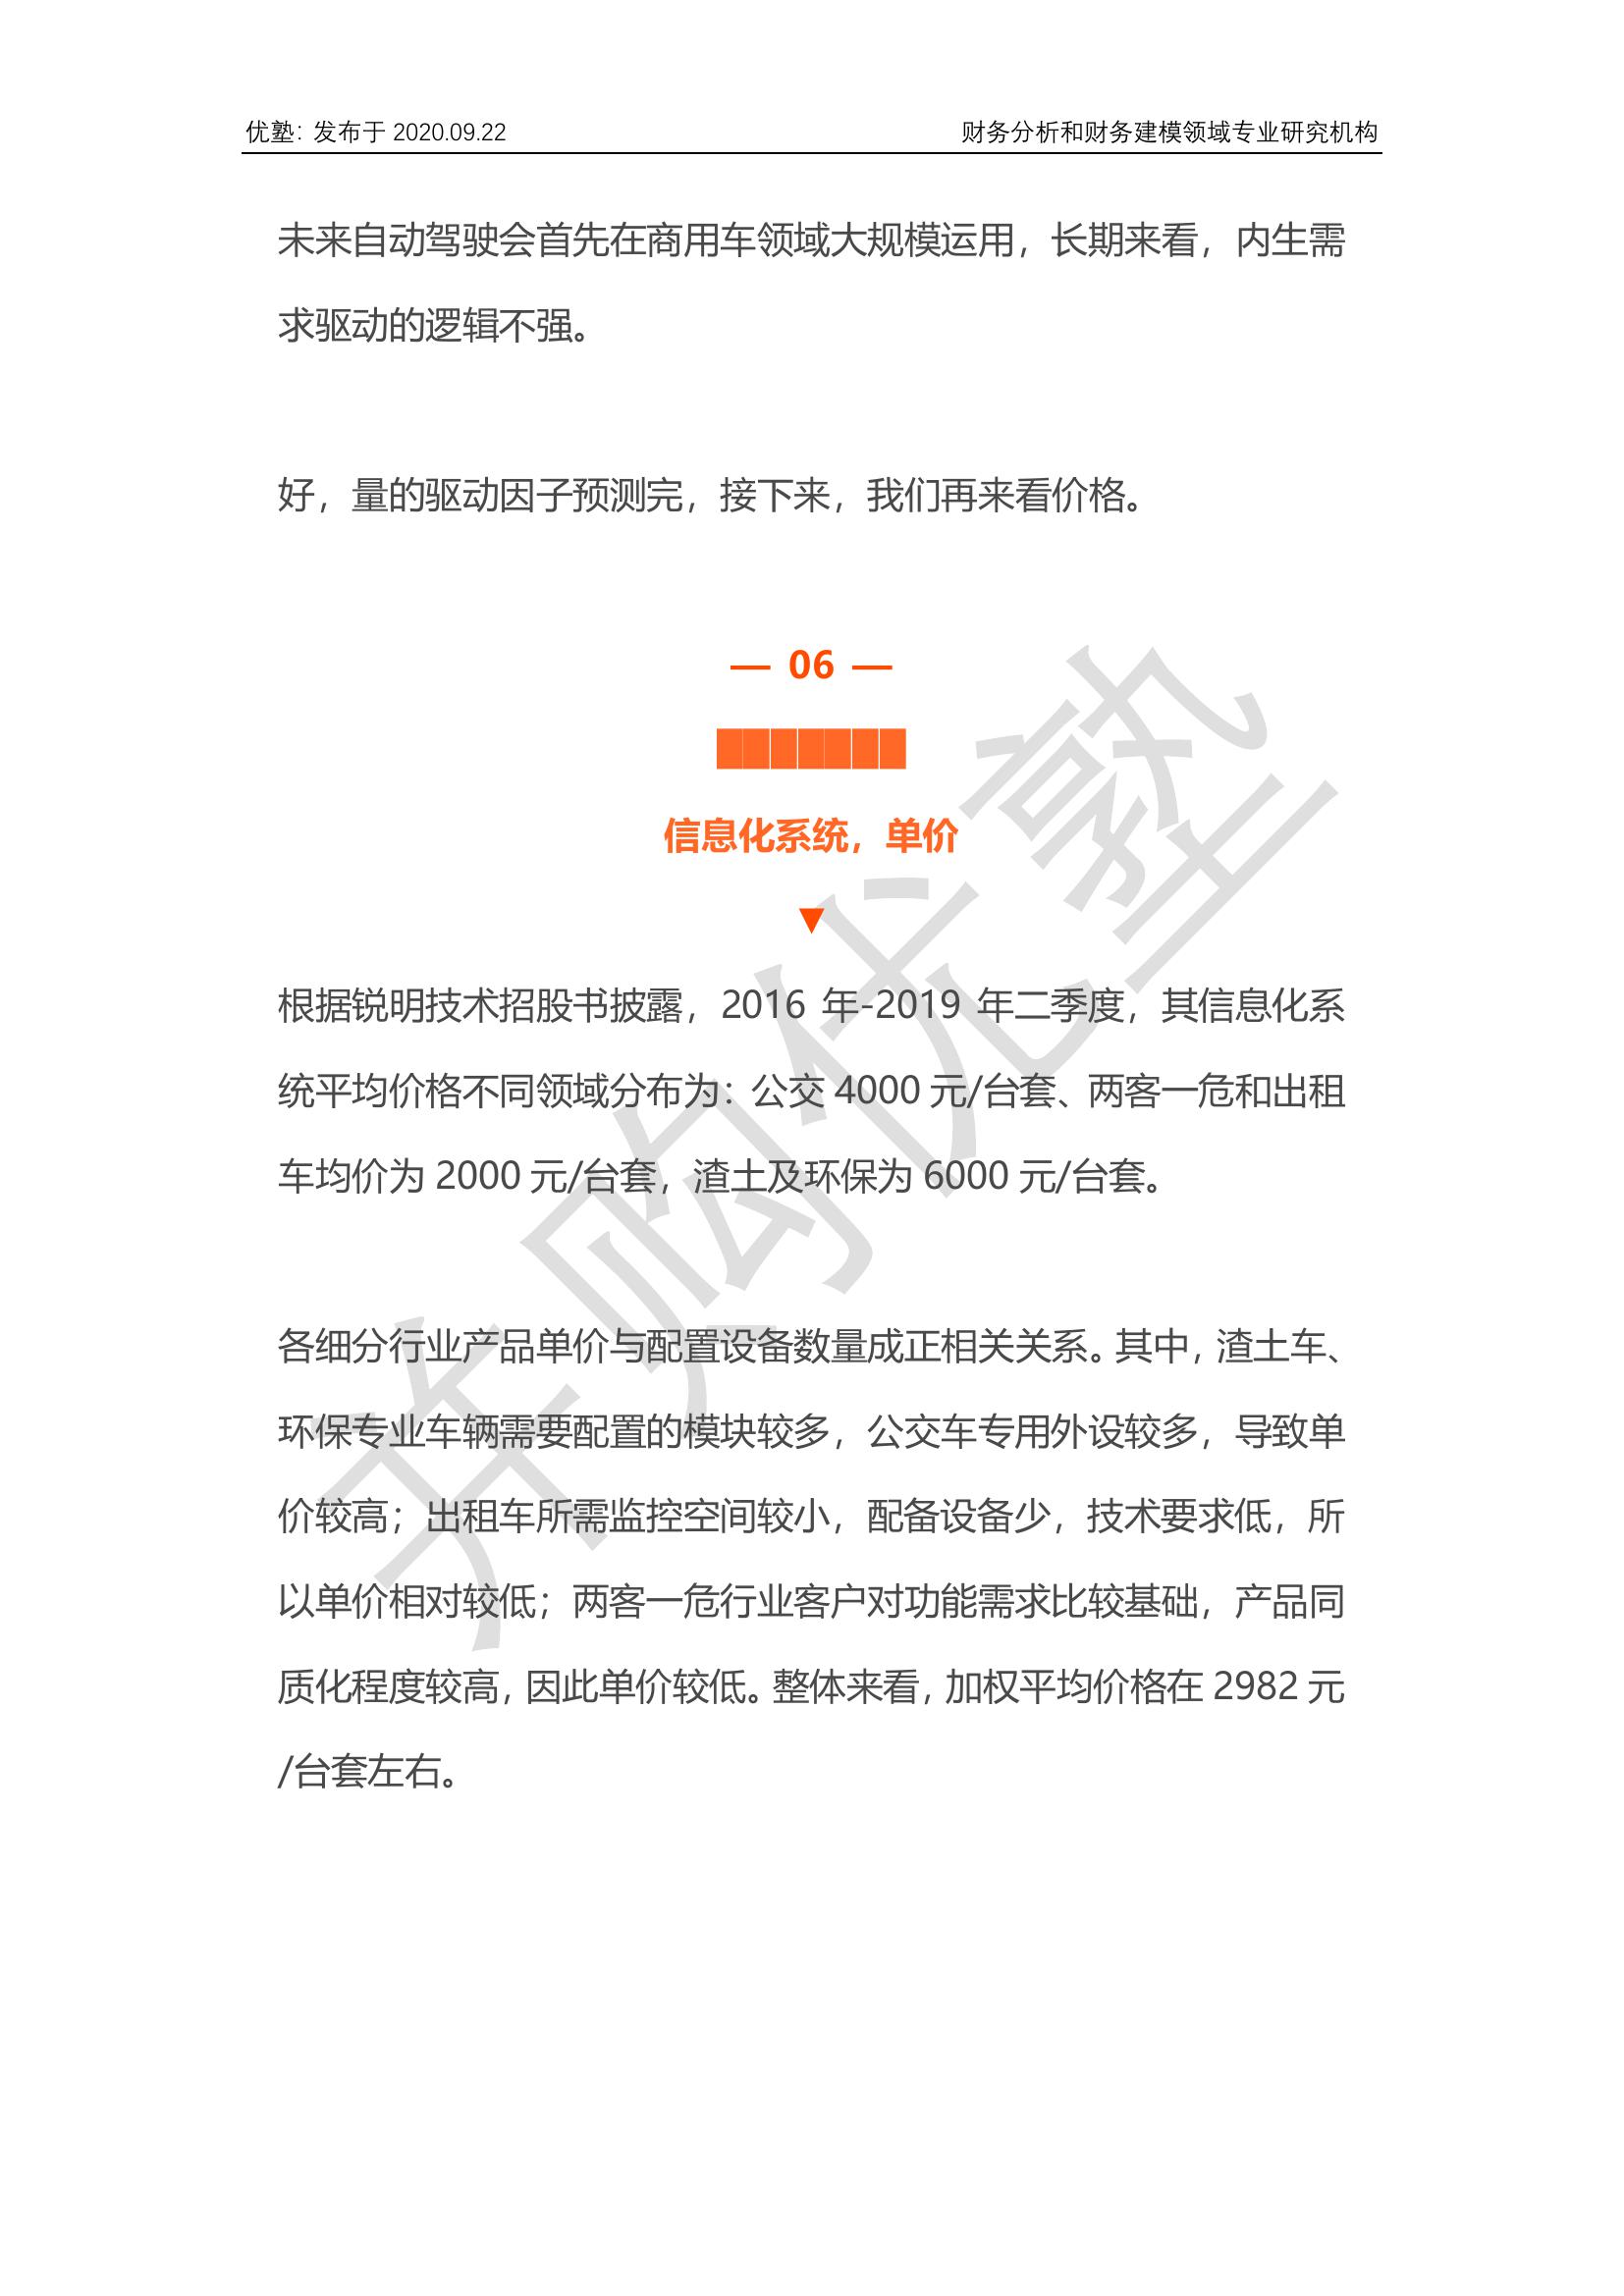 优塾：发布于 2020.09.22 财务分析和财务建模领域专业研究机构
未来自动驾驶会首先在商用车领域大规模运用，长期来看，内生需
求驱动的逻辑不强。
好，量的驱动因子预测完，接下来，我们再来看价格。
— 06 —
███████
信息化系统，单价
▼
根据锐明技术招股书披露，2016 年-2019 年二季度，其信息化系
统平均价格不同领域分布为：公交 4000 元/台套、两客一危和出租
车均价为 2000 元/台套，渣土及环保为 6000 元/台套。
各细分行业产品单价与配置设备数量成正相关关系。其中，渣土车、
环保专业车辆需要配置的模块较多，公交车专用外设较多，导致单
价较高；出租车所需监控空间较小，配备设备少，技术要求低，所
以单价相对较低；两客一危行业客户对功能需求比较基础，产品同
质化程度较高，因此单价较低。整体来看，加权平均价格在 2982 元
/台套左右。
并购优塾